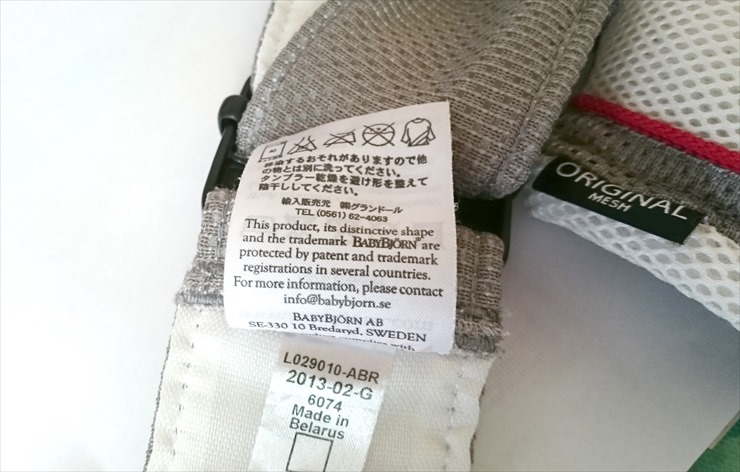 移染するおそれがありますので他
の物とは別に洗ってください。
タンブラー乾燥を避け形を整えて
陰干ししてください。
輸入販売元 ㈱グランドール
TEL (0561) 62-4063
This product, its distinctive shape
and the trademark BABYBJÖRN® are
protected by patent and trademark
registrations in several countries.
For more information, please contact
info@babybjorn.se
BABYBJÖRN AB
SE-330 10 Bredaryd, SWEDEN
L029010-ABR
2013-02-G
6074
Made in
Belarus
ORIGINAL
MESH